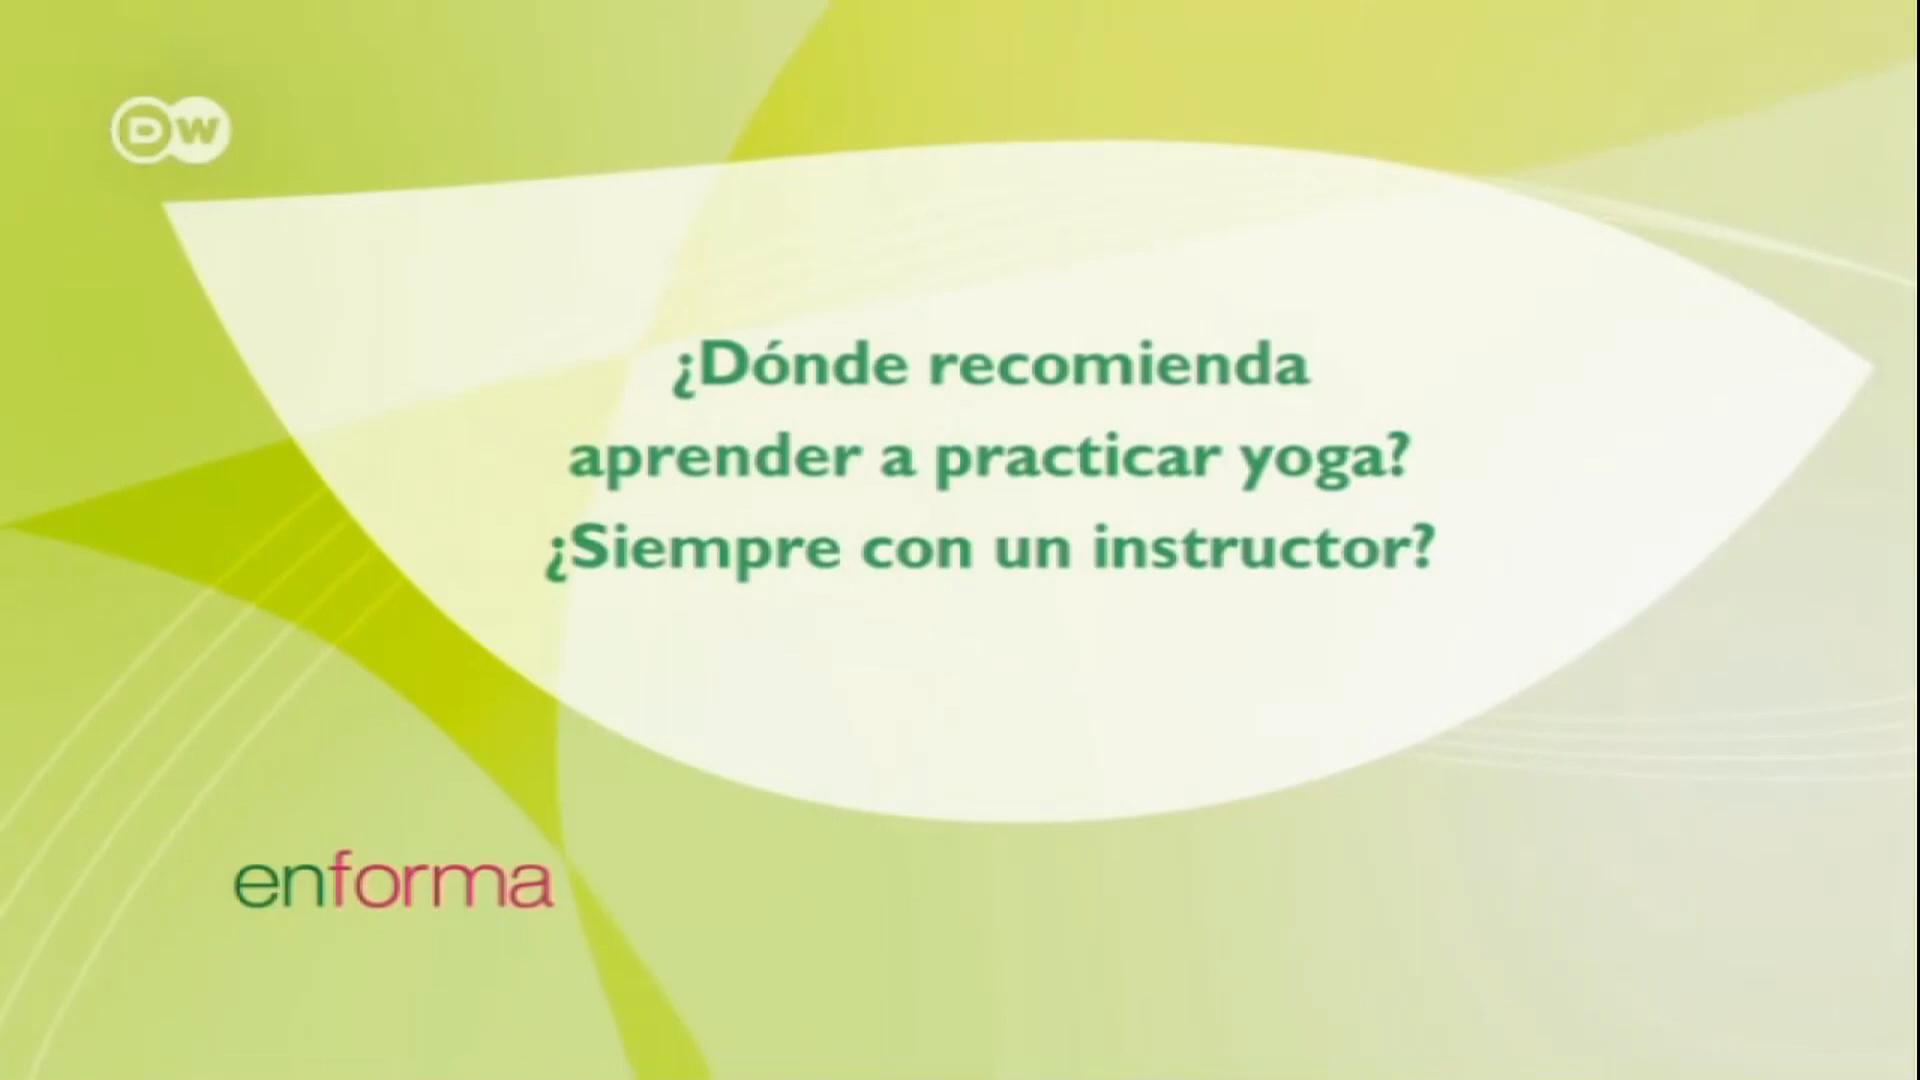 DW
¿Dónde recomienda
aprender a practicar yoga?
¿Siempre con un instructor?
enforma